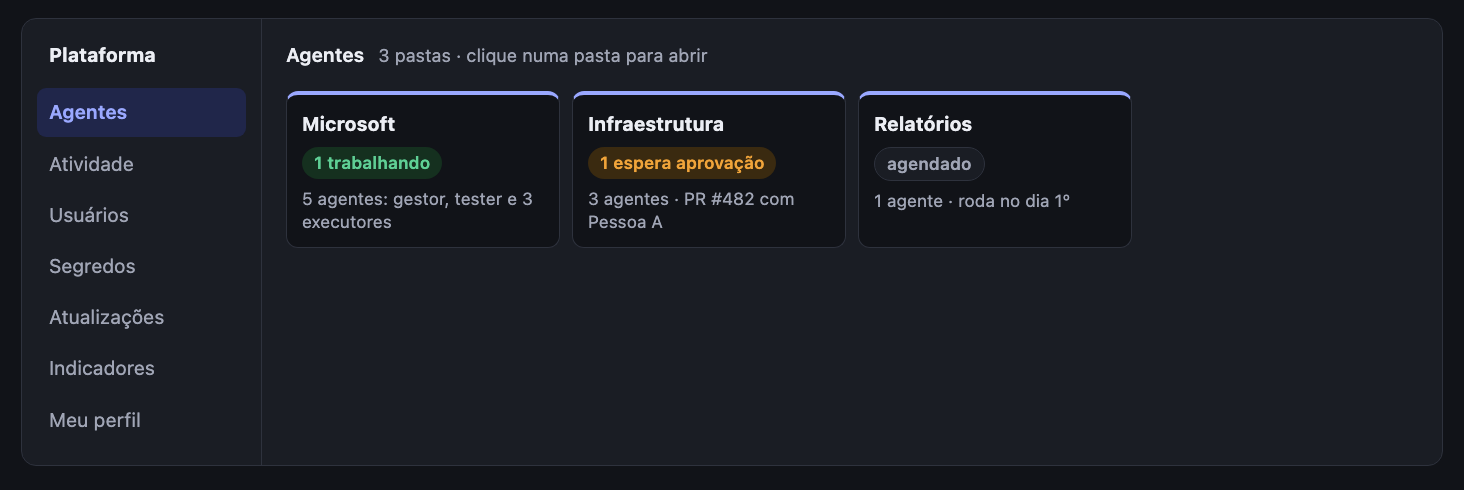 Plataforma
Agentes
Atividade
Usuários
Segredos
Atualizações
Indicadores
Meu perfil
Agentes 3 pastas · clique numa pasta para abrir
Microsoft
1 trabalhando
5 agentes: gestor, tester e 3
executores
Infraestrutura
1 espera aprovação
3 agentes · PR #482 com
Pessoa A
Relatórios
agendado
1 agente · roda no dia 1º